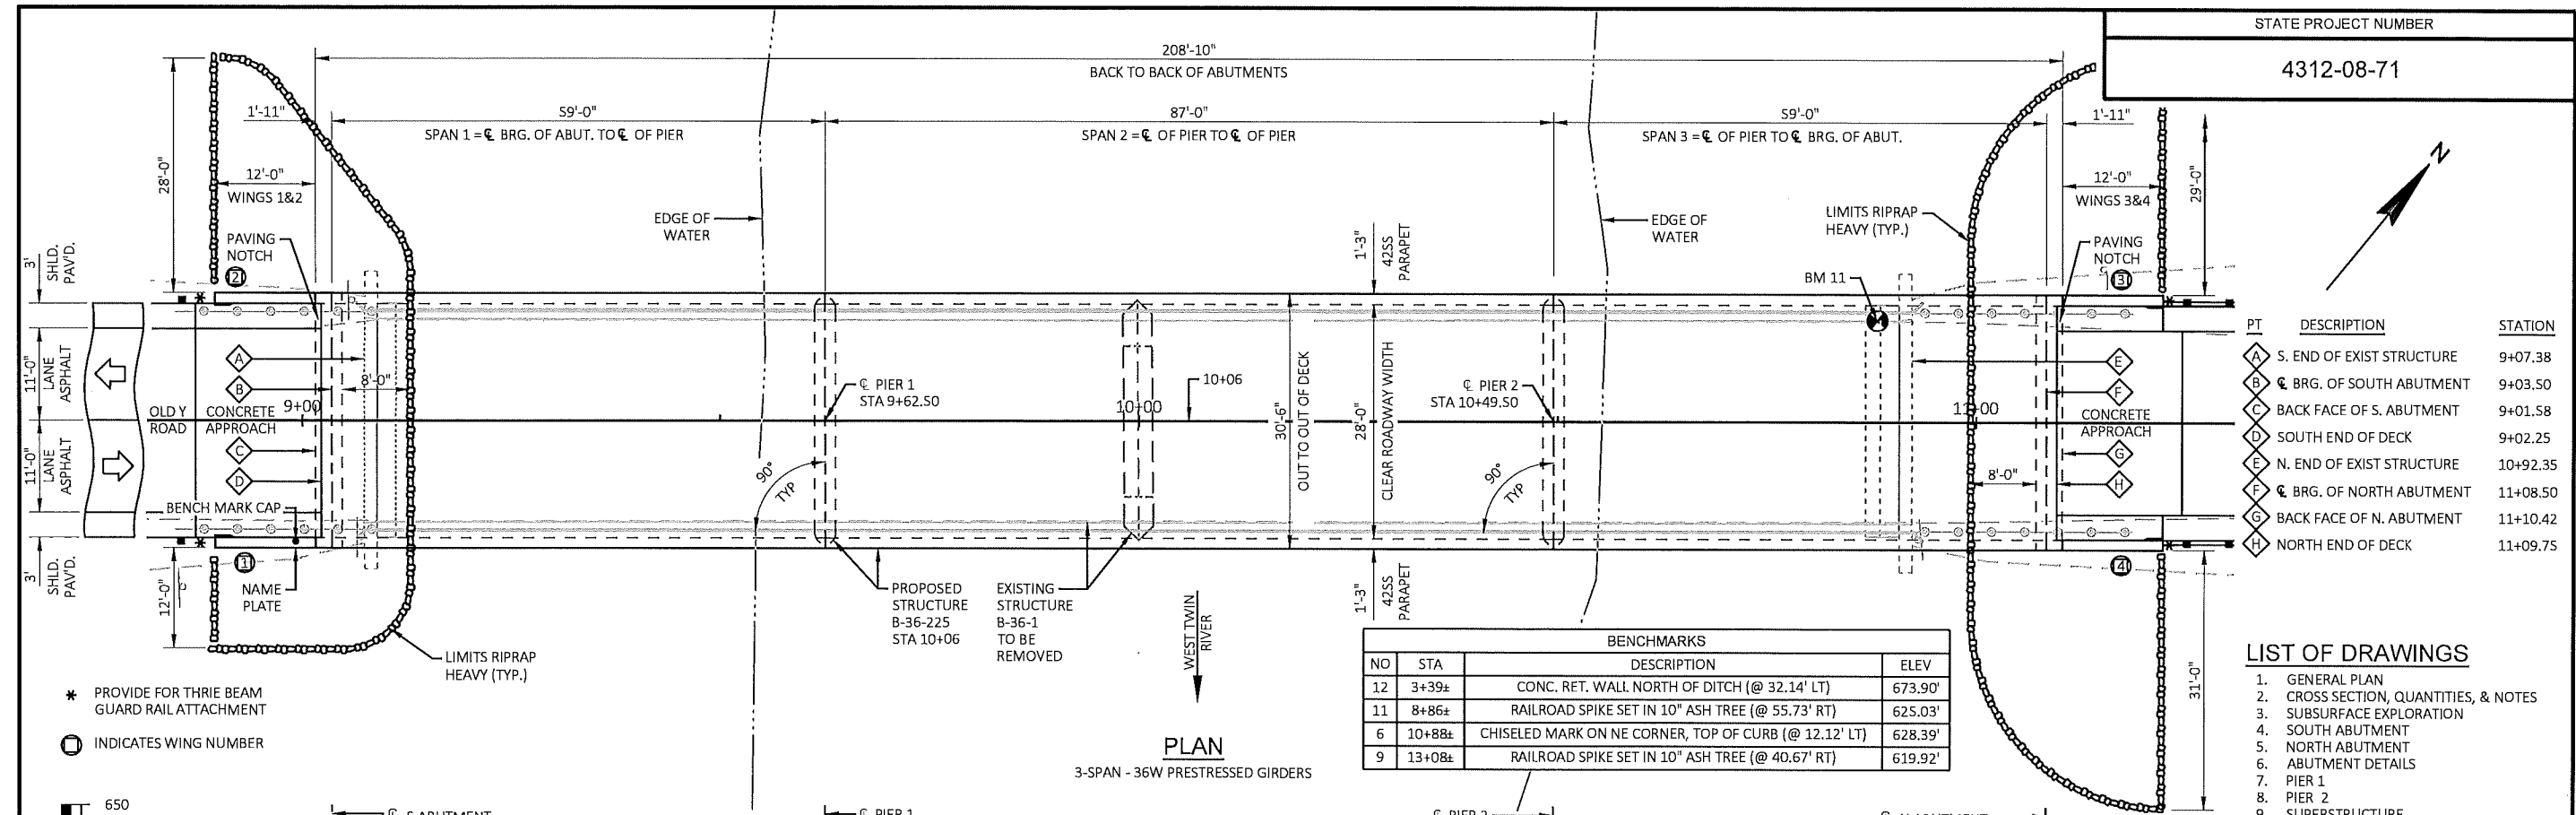 STATE PROJECT NUMBER
4312-08-71
208'-10"
BACK TO BACK OF ABUTMENTS
1'-11"
59'-0"
87'-0"
59'-0"
1'-11"
SPAN 1 = ℄ BRG. OF ABUT. TO ℄ OF PIER
SPAN 2 = ℄ OF PIER TO ℄ OF PIER
SPAN 3 = ℄ OF PIER TO ℄ BRG. OF ABUT.
28'-0"
12'-0"
WINGS 1&2
12'-0"
WINGS 3&4
29'-0"
N
EDGE OF
WATER
EDGE OF
WATER
LIMITS RIPRAP
HEAVY (TYP.)
PAVING
NOTCH
PAVING
NOTCH
1'-3"
42SS
PARAPET
3'
SHLD.
PAV'D.
2
3
BM 11
11'-0"
LANE
ASPHALT
11'-0"
LANE
ASPHALT
3'
SHLD.
PAV'D.
A
B
C
D
8'-0"
OLD Y
ROAD
CONCRETE
APPROACH
9+00
℄ PIER 1
STA 9+62.50
10+00
10+06
℄ PIER 2
STA 10+49.50
11+00
30'-6"
OUT TO OUT OF DECK
28'-0"
CLEAR ROADWAY WIDTH
90°
TYP
90°
TYP
E
F
CONCRETE
APPROACH
G
H
8'-0"
BENCH MARK CAP
1
NAME
PLATE
12'-0"
4
31'-0"
1'-3"
42SS
PARAPET
PT DESCRIPTION STATION
A S. END OF EXIST STRUCTURE 9+07.38
B ℄ BRG. OF SOUTH ABUTMENT 9+03.50
C BACK FACE OF S. ABUTMENT 9+01.58
D SOUTH END OF DECK 9+02.25
E N. END OF EXIST STRUCTURE 10+92.35
F ℄ BRG. OF NORTH ABUTMENT 11+08.50
G BACK FACE OF N. ABUTMENT 11+10.42
H NORTH END OF DECK 11+09.75
PROPOSED
STRUCTURE
B-36-225
STA 10+06
EXISTING
STRUCTURE
B-36-1
TO BE
REMOVED
WEST TWIN
RIVER
LIMITS RIPRAP
HEAVY (TYP.)
* PROVIDE FOR THRIE BEAM
GUARD RAIL ATTACHMENT
INDICATES WING NUMBER
PLAN
3-SPAN - 36W PRESTRESSED GIRDERS
BENCHMARKS
NO STA DESCRIPTION ELEV
12 3+39± CONC. RET. WALL NORTH OF DITCH (@ 32.14' LT) 673.90'
11 8+86± RAILROAD SPIKE SET IN 10" ASH TREE (@ 55.73' RT) 625.03'
6 10+88± CHISELED MARK ON NE CORNER, TOP OF CURB (@ 12.12' LT) 628.39'
9 13+08± RAILROAD SPIKE SET IN 10" ASH TREE (@ 40.67' RT) 619.92'
LIST OF DRAWINGS
1. GENERAL PLAN
2. CROSS SECTION, QUANTITIES, & NOTES
3. SUBSURFACE EXPLORATION
4. SOUTH ABUTMENT
5. NORTH ABUTMENT
6. ABUTMENT DETAILS
7. PIER 1
8. PIER 2
9. SUPERSTRUCTURE
650
℄ S ABUTMENT
℄ PIER 1
℄ PIER 2